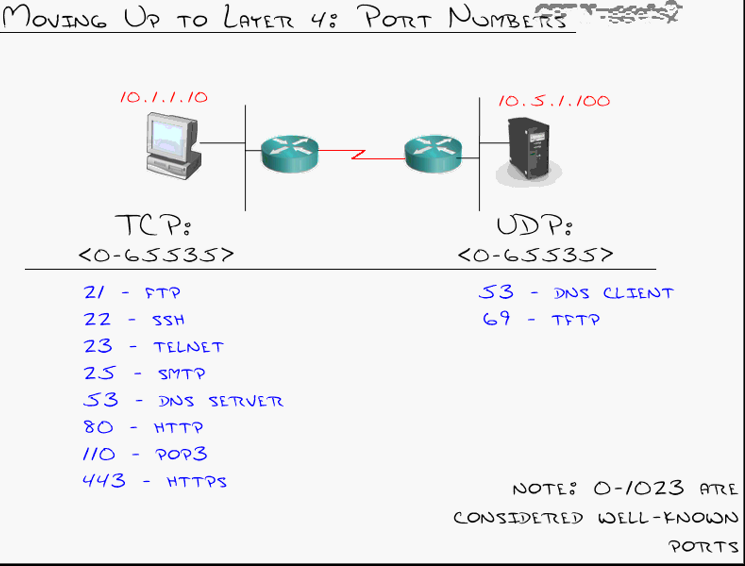 Moving Up to Layer 4: Port Numbers
10.1.1.10
10.5.1.100
TCP:
<0-65535>
UDP:
<0-65535>
21 - FTP
22 - SSH
23 - TELNET
25 - SMTP
53 - DNS SERVER
80 - HTTP
110 - POP3
443 - HTTPS
53 - DNS CLIENT
69 - TFTP
NOTE: 0-1023 ARE
CONSIDERED WELL-KNOWN
PORTS